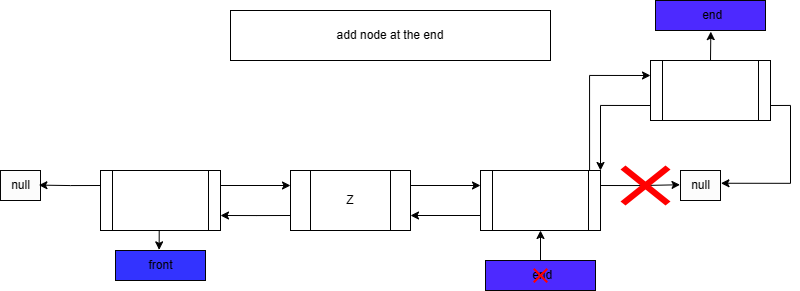 end
add node at the end
null
Z
null
front
end